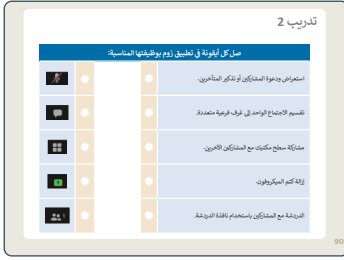 تدريب 2
صل كل أيقونة في تطبيق زووم بوظيفتها المناسبة:
استعراض ودعوة المشاركين أو تذكير المتأخرين.
تقسيم الاجتماع الواحد إلى غرف فرعية متعددة.
مشاركة سطح مكتبك مع المشاركين الآخرين.
إزالة كتم الميكروفون.
1
الدردشة مع المشاركين باستخدام نافذة الدردشة.
90